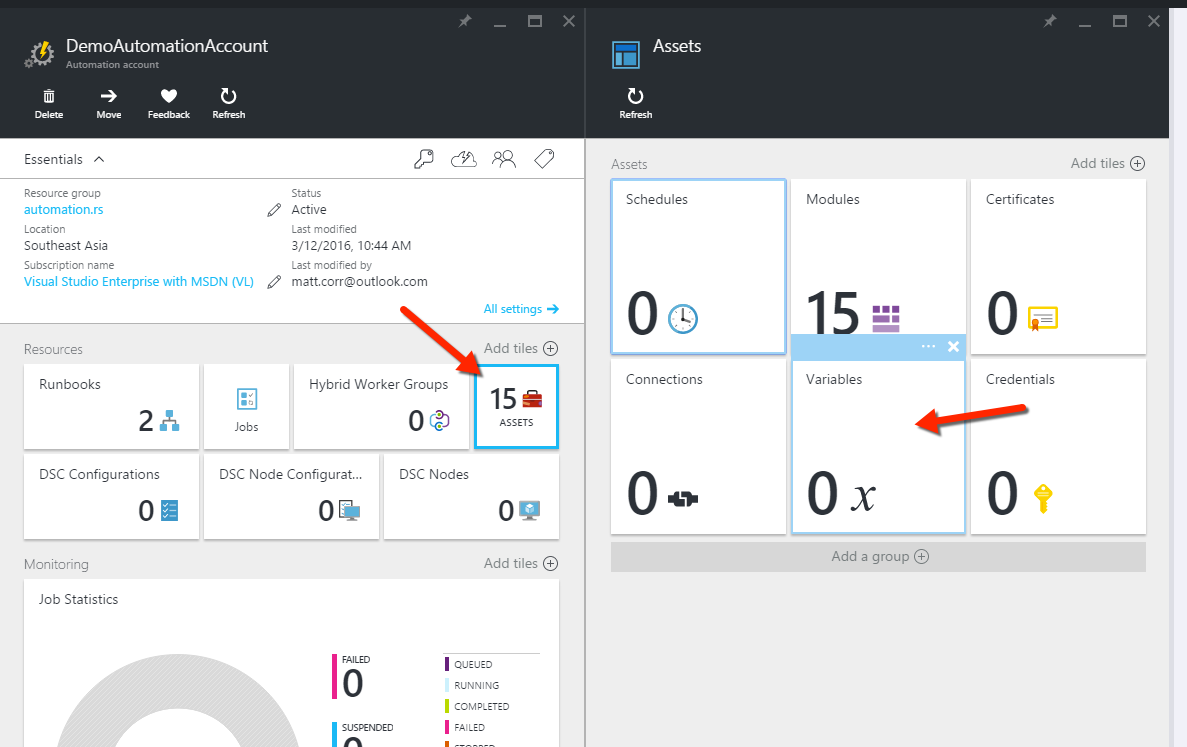 DemoAutomationAccount
Automation account
Delete
Move
Feedback
Refresh
Essentials
Resource group
automation.rs
Location
Southeast Asia
Subscription name
Visual Studio Enterprise with MSDN (VL)
Status
Active
Last modified
3/12/2016, 10:44 AM
Last modified by
matt.corr@outlook.com
All settings
Resources
Add tiles
Runbooks
2
Jobs
Hybrid Worker Groups
0
15
ASSETS
DSC Configurations
0
DSC Node Configurat...
0
DSC Nodes
0
Monitoring
Add tiles
Job Statistics
FAILED
0
SUSPENDED
0
QUEUED
RUNNING
COMPLETED
FAILED
STOPPED
Assets
Refresh
Assets
Add tiles
Schedules
0
Modules
15
Certificates
0
Connections
0
Variables
0 x
Credentials
0
Add a group